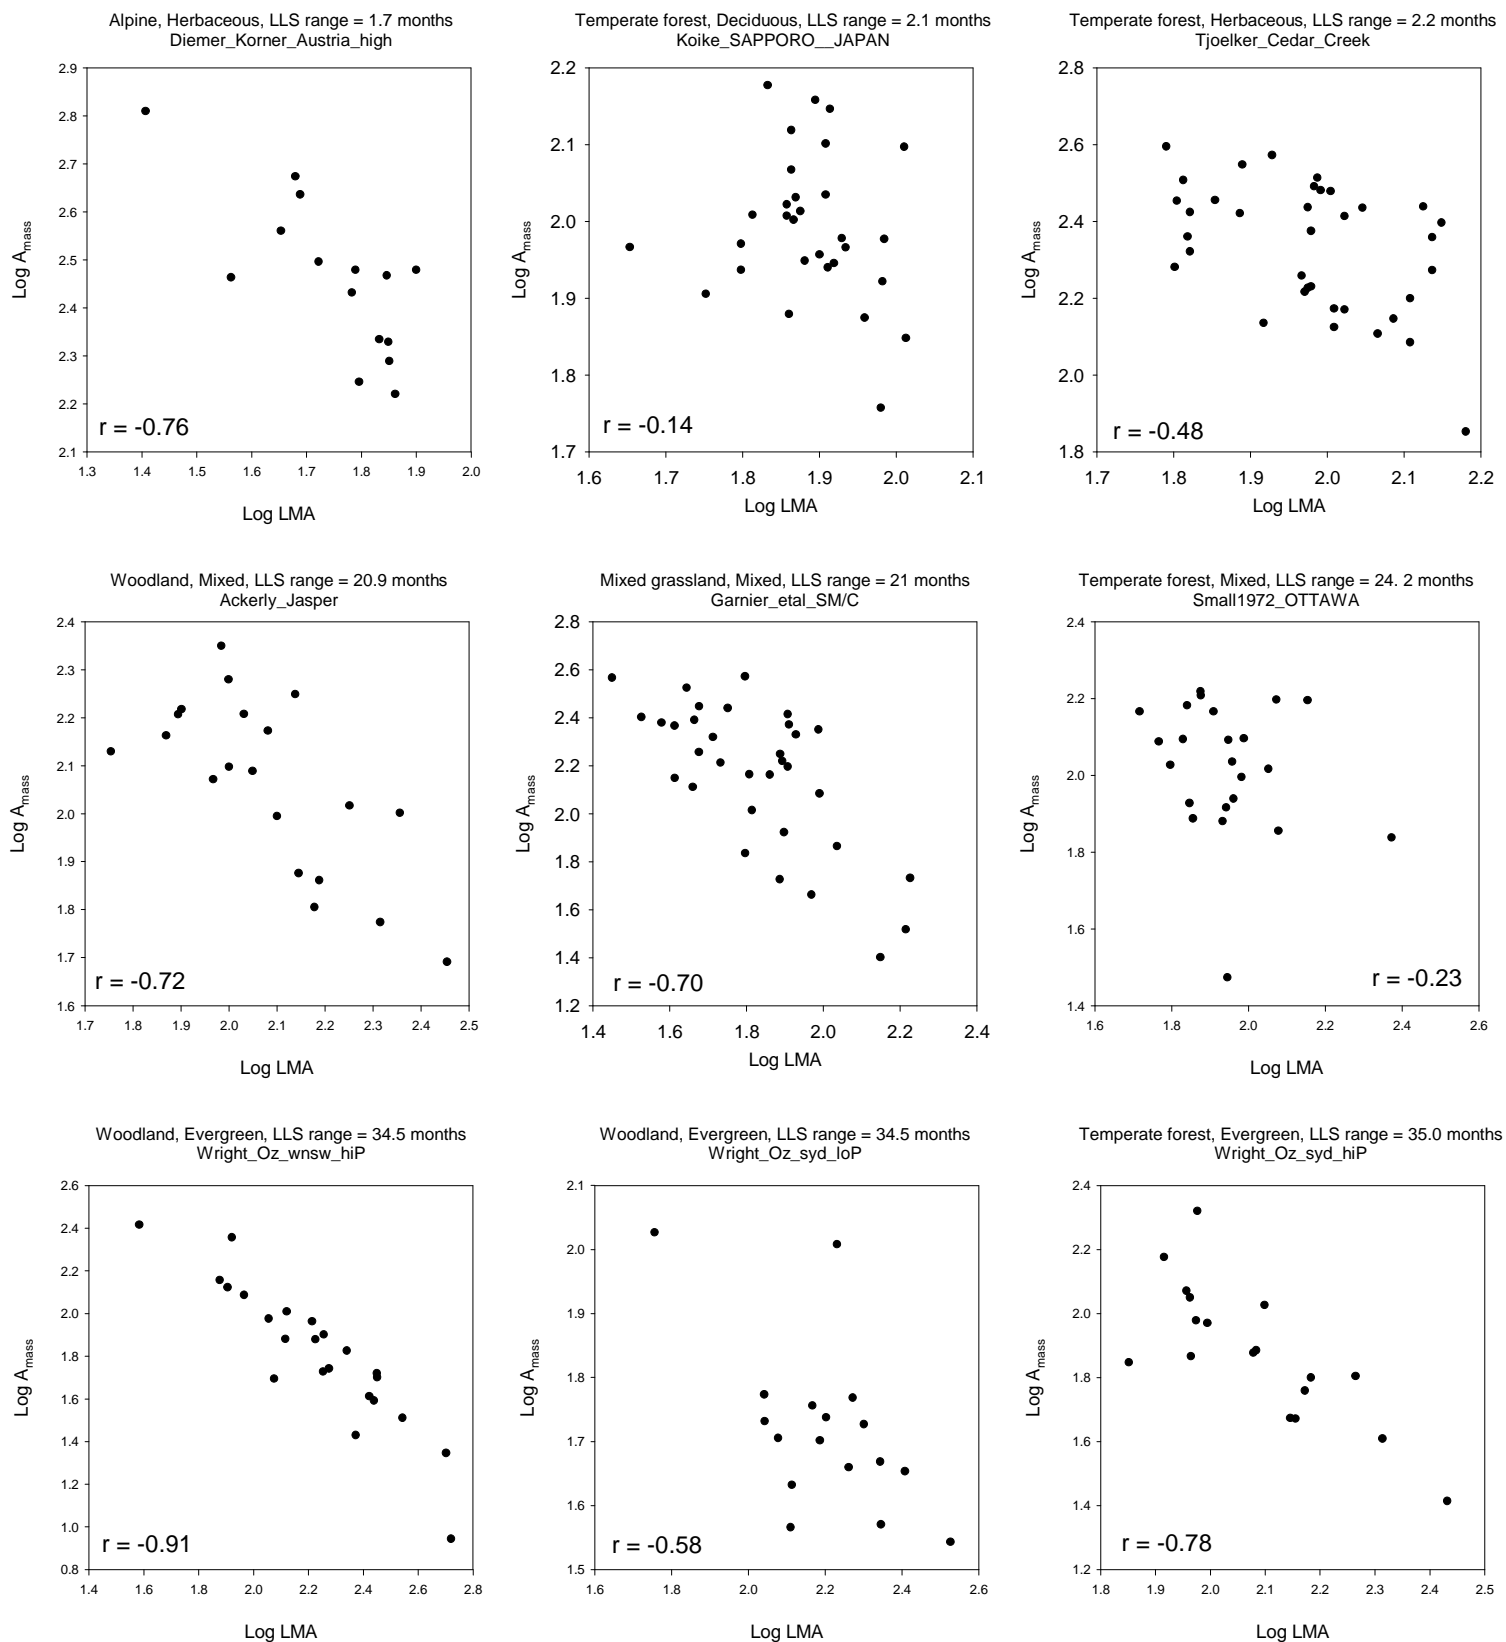 Alpine, Herbaceous, LLS range = 1.7 months
Diemer_Korner_Austria_high
2.9
2.8
2.7
2.6
2.5
2.4
2.3
2.2
2.1
Log Amass
r = -0.76
1.3 1.4 1.5 1.6 1.7 1.8 1.9 2.0
Log LMA
Temperate forest, Deciduous, LLS range = 2.1 months
Koike_SAPPORO__JAPAN
2.2
2.1
2.0
1.9
1.8
1.7
Log Amass
r = -0.14
1.6 1.7 1.8 1.9 2.0 2.1
Log LMA
Temperate forest, Herbaceous, LLS range = 2.2 months
Tjoelker_Cedar_Creek
2.8
2.6
2.4
2.2
2.0
1.8
Log Amass
r = -0.48
1.7 1.8 1.9 2.0 2.1 2.2
Log LMA
Woodland, Mixed, LLS range = 20.9 months
Ackerly_Jasper
2.4
2.3
2.2
2.1
2.0
1.9
1.8
1.7
1.6
Log Amass
r = -0.72
1.7 1.8 1.9 2.0 2.1 2.2 2.3 2.4 2.5
Log LMA
Mixed grassland, Mixed, LLS range = 21 months
Garnier_etal_SM/C
2.8
2.6
2.4
2.2
2.0
1.8
1.6
1.4
1.2
Log Amass
r = -0.70
1.4 1.6 1.8 2.0 2.2 2.4
Log LMA
Temperate forest, Mixed, LLS range = 24. 2 months
Small1972_OTTAWA
2.4
2.2
2.0
1.8
1.6
1.4
Log Amass
r = -0.23
1.6 1.8 2.0 2.2 2.4 2.6
Log LMA
Woodland, Evergreen, LLS range = 34.5 months
Wright_Oz_wnsw_hiP
2.6
2.4
2.2
2.0
1.8
1.6
1.4
1.2
1.0
0.8
Log Amass
r = -0.91
1.4 1.6 1.8 2.0 2.2 2.4 2.6 2.8
Log LMA
Woodland, Evergreen, LLS range = 34.5 months
Wright_Oz_syd_loP
2.1
2.0
1.9
1.8
1.7
1.6
1.5
Log Amass
r = -0.58
1.6 1.8 2.0 2.2 2.4 2.6
Log LMA
Temperate forest, Evergreen, LLS range = 35.0 months
Wright_Oz_syd_hiP
2.4
2.2
2.0
1.8
1.6
1.4
1.2
Log Amass
r = -0.78
1.8 1.9 2.0 2.1 2.2 2.3 2.4 2.5
Log LMA